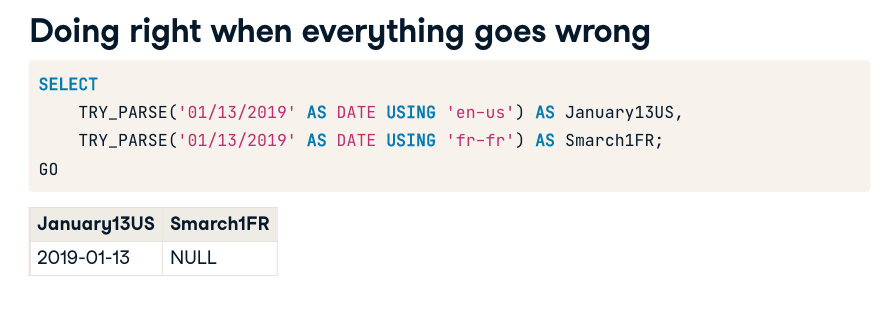 Doing right when everything goes wrong
SELECT
    TRY_PARSE('01/13/2019' AS DATE USING 'en-us') AS January13US,
    TRY_PARSE('01/13/2019' AS DATE USING 'fr-fr') AS Smarch1FR;
GO
January13US Smarch1FR
2019-01-13 NULL